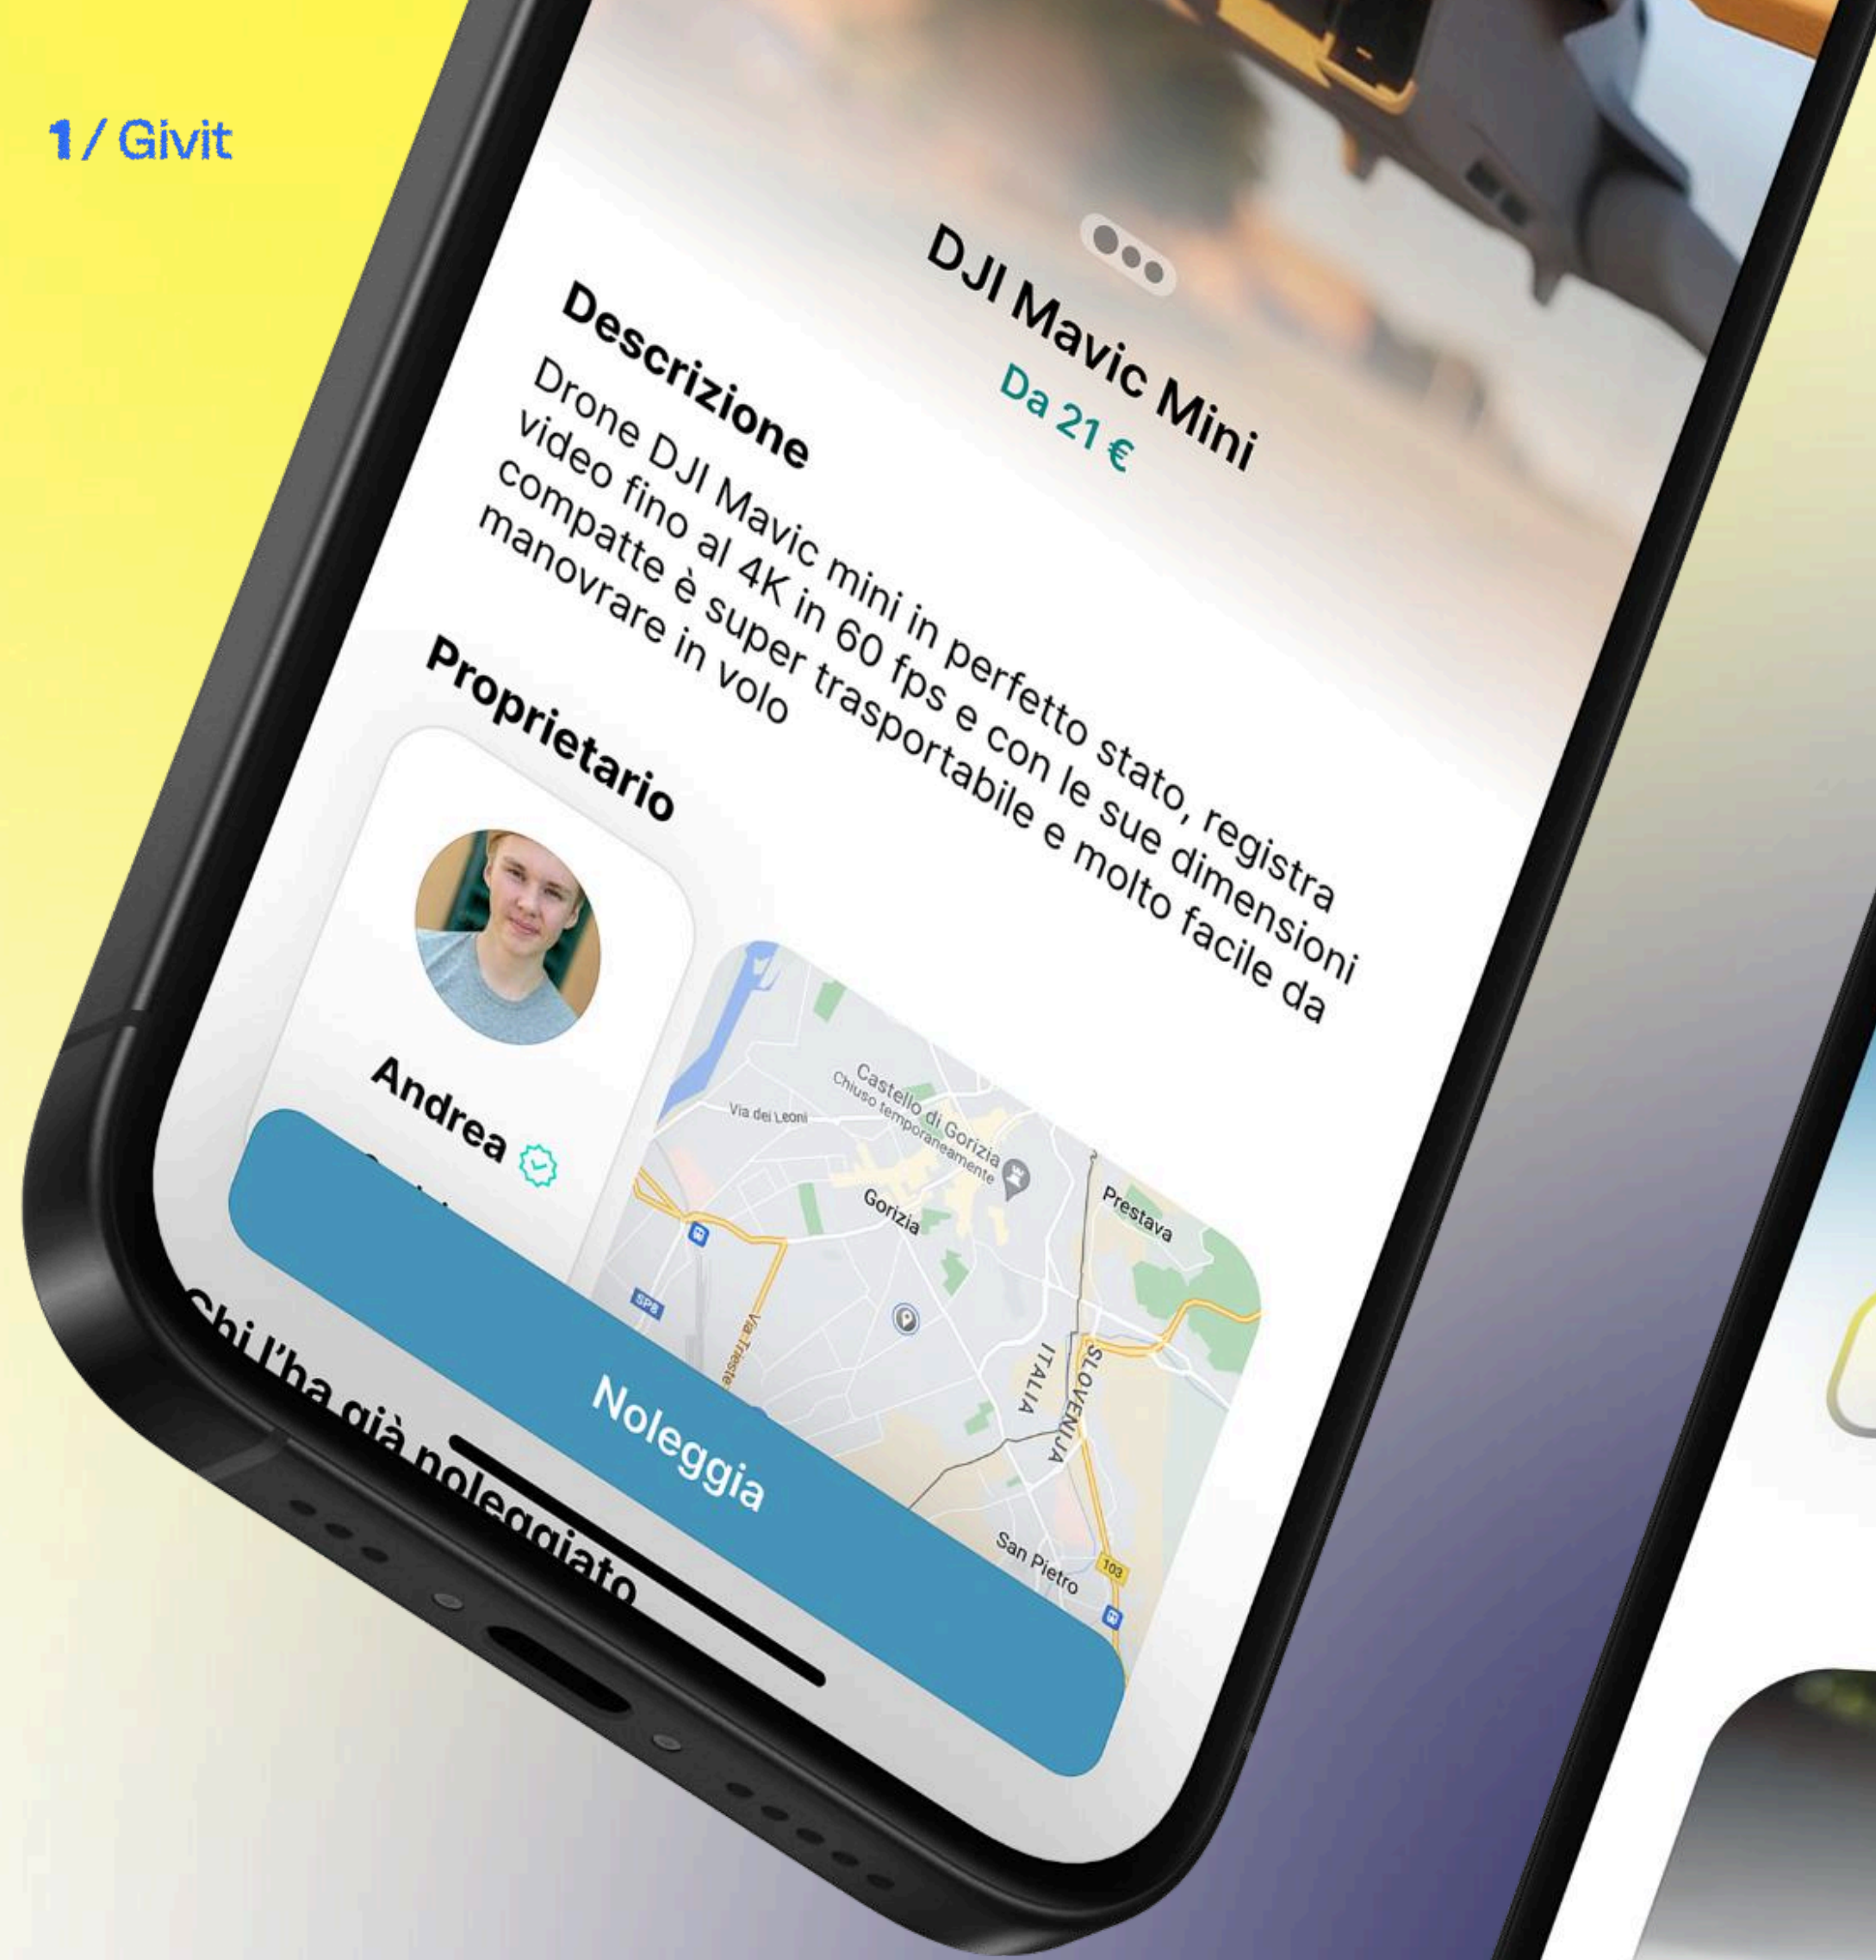 1/ Givit
DJI Mavic Mini
Da 21 €
Descrizione
Drone DJI Mavic mini in perfetto stato, registra
video fino al 4K in 60 fps e con le sue dimensioni
compatte è super trasportabile e molto facile da
manovrare in volo
Proprietario
Andrea
Via dei Leoni
Castello di Gorizia
Chiuso temporaneamente
Gorizia
Prestava
SP8
Via Trieste
ITALIA
SLOVENIJA
San Pietro
103
Noleggia
Chi l'ha già noleggiato